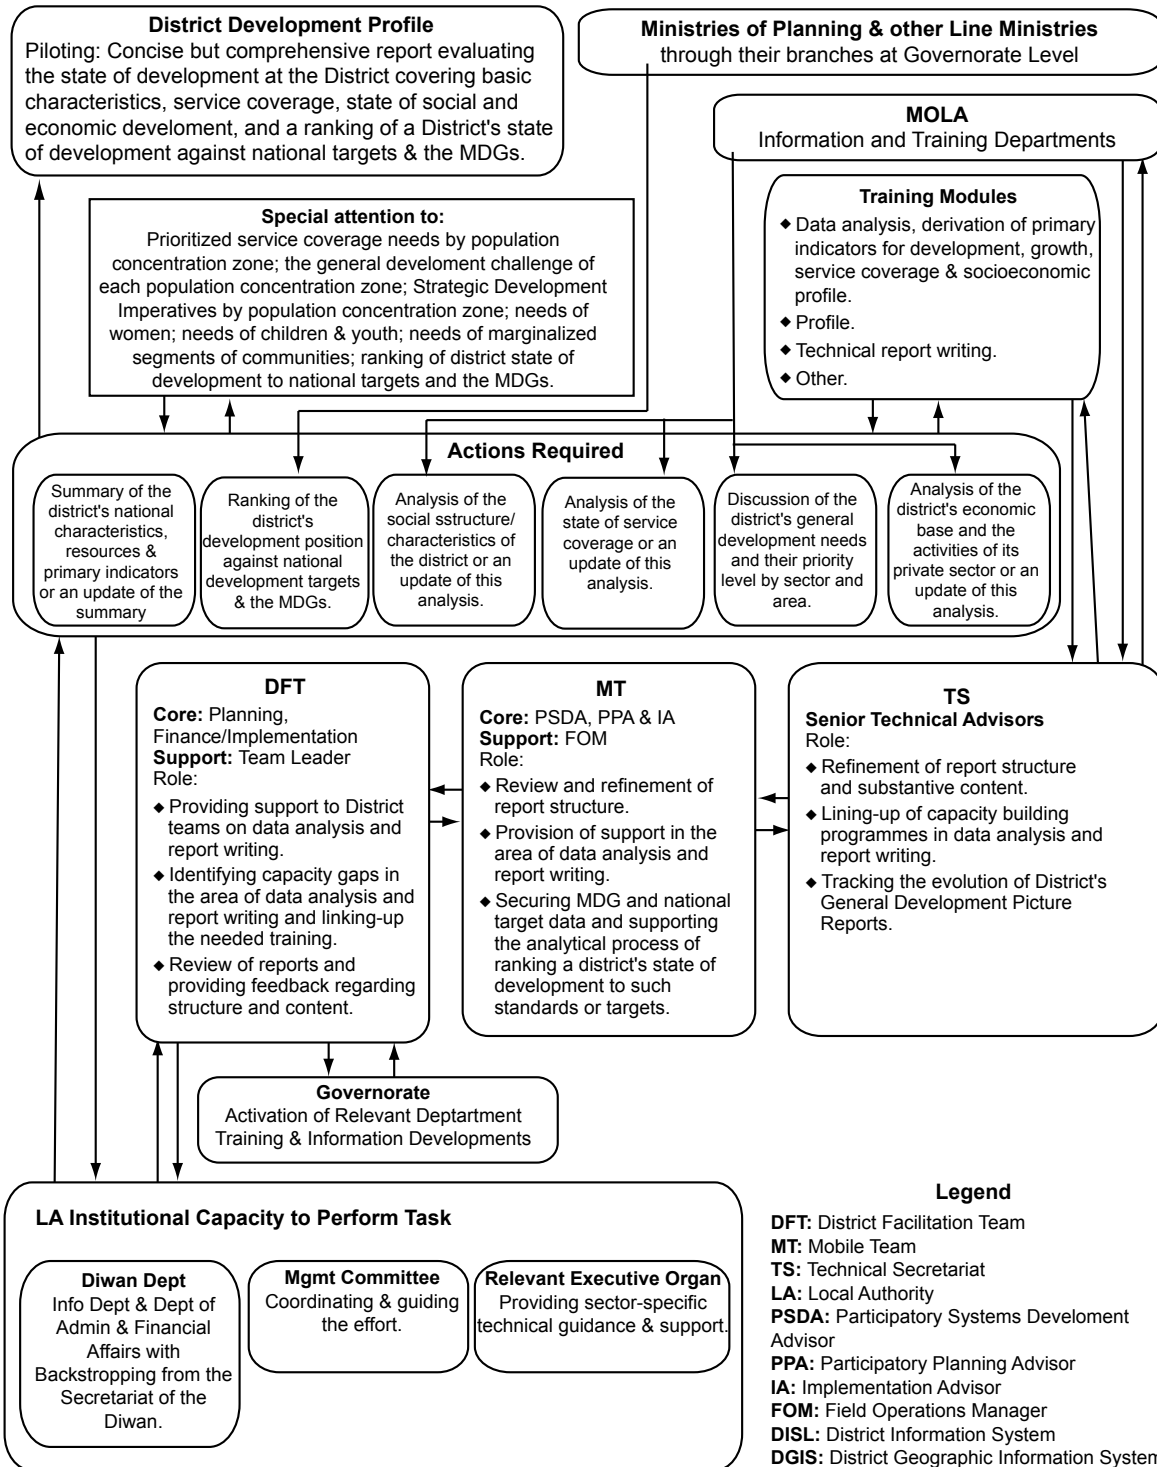 District Development Profile
Piloting: Concise but comprehensive report evaluating
the state of development at the District covering basic
characteristics, service coverage, state of social and
economic develoment, and a ranking of a District's state
of development against national targets & the MDGs.
Ministries of Planning & other Line Ministries
through their branches at Governorate Level
MOLA
Information and Training Departments
Special attention to:
Prioritized service coverage needs by population
concentration zone; the general develoment challenge of
each population concentration zone; Strategic Development
Imperatives by population concentration zone; needs of
women; needs of children & youth; needs of marginalized
segments of communities; ranking of district state of
development to national targets and the MDGs.
Training Modules
◆ Data analysis, derivation of primary
indicators for development, growth,
service coverage & socioeconomic
profile.
◆ Profile.
◆ Technical report writing.
◆ Other.
Actions Required
Summary of the
district's national
characteristics,
resources &
primary indicators
or an update of the
summary
Ranking of the
district's
development position
against national
development targets
& the MDGs.
Analysis of the
social sstructure/
characteristics of
the district or an
update of this
analysis.
Analysis of the
state of service
coverage or an
update of this
analysis.
Discussion of the
district's general
development needs
and their priority
level by sector and
area.
Analysis of the
district's economic
base and the
activities of its
private sector or an
update of this
analysis.
DFT
Core: Planning,
Finance/Implementation
Support: Team Leader
Role:
◆ Providing support to District
teams on data analysis and
report writing.
◆ Identifying capacity gaps in
the area of data analysis and
report writing and linking-up
the needed training.
◆ Review of reports and
providing feedback regarding
structure and content.
MT
Core: PSDA, PPA & IA
Support: FOM
Role:
◆ Review and refinement of
report structure.
◆ Provision of support in the
area of data analysis and
report writing.
◆ Securing MDG and national
target data and supporting
the analytical process of
ranking a district's state of
development to such
standards or targets.
TS
Senior Technical Advisors
Role:
◆ Refinement of report structure
and substantive content.
◆ Lining-up of capacity building
programmes in data analysis and
report writing.
◆ Tracking the evolution of District's
General Development Picture
Reports.
Governorate
Activation of Relevant Deptartment
Training & Information Developments
LA Institutional Capacity to Perform Task
Diwan Dept
Info Dept & Dept of
Admin & Financial
Affairs with
Backstopping from the
Secretariat of the
Diwan.
Mgmt Committee
Coordinating & guiding
the effort.
Relevant Executive Organ
Providing sector-specific
technical guidance & support.
Legend
DFT: District Facilitation Team
MT: Mobile Team
TS: Technical Secretariat
LA: Local Authority
PSDA: Participatory Systems Develoment
Advisor
PPA: Participatory Planning Advisor
IA: Implementation Advisor
FOM: Field Operations Manager
DISL: District Information System
DGIS: District Geographic Information System